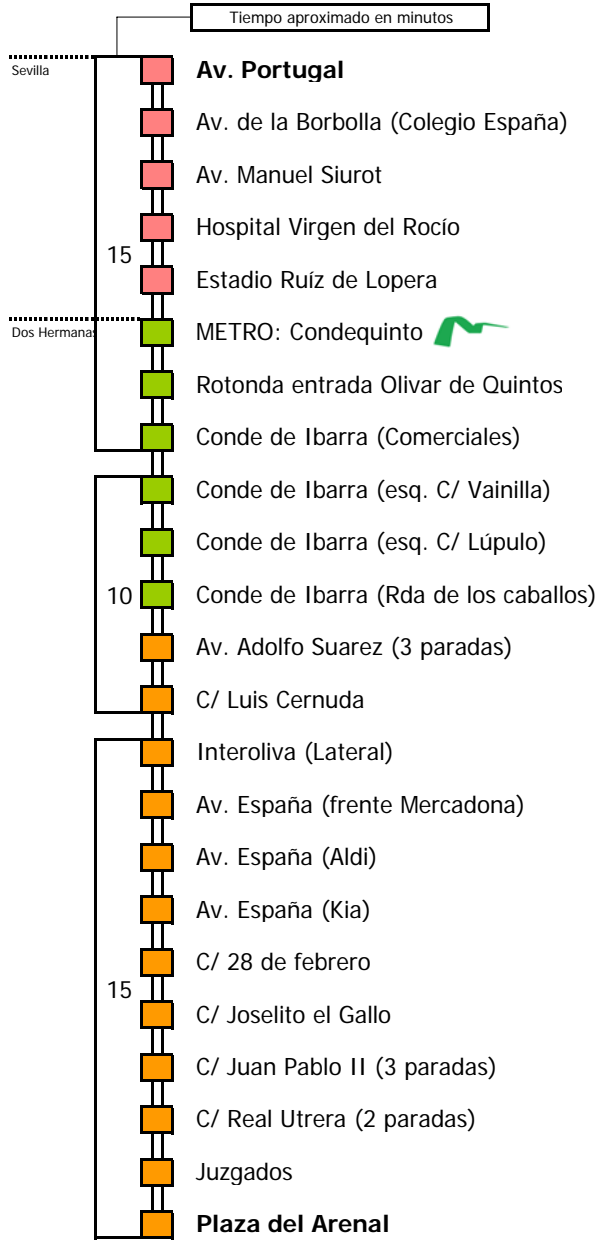 Tiempo aproximado en minutos
Sevilla
Av. Portugal
Av. de la Borbolla (Colegio España)
Av. Manuel Siurot
Hospital Virgen del Rocío
15
Estadio Ruíz de Lopera
Dos Hermanas
METRO: Condequinto
Rotonda entrada Olivar de Quintos
Conde de Ibarra (Comerciales)
Conde de Ibarra (esq. C/ Vainilla)
Conde de Ibarra (esq. C/ Lúpulo)
10
Conde de Ibarra (Rda de los caballos)
Av. Adolfo Suarez (3 paradas)
C/ Luis Cernuda
Interoliva (Lateral)
Av. España (frente Mercadona)
Av. España (Aldi)
Av. España (Kia)
C/ 28 de febrero
15
C/ Joselito el Gallo
C/ Juan Pablo II (3 paradas)
C/ Real Utrera (2 paradas)
Juzgados
Plaza del Arenal